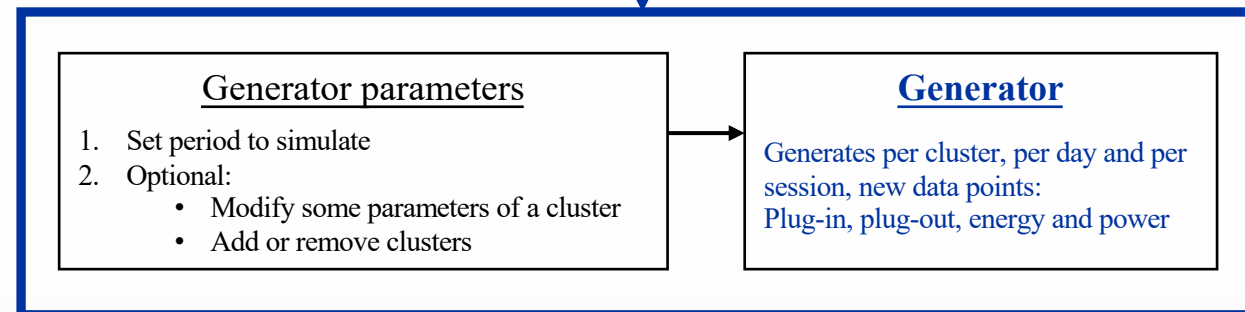 Generator parameters
1. Set period to simulate
2. Optional:
• Modify some parameters of a cluster
• Add or remove clusters
Generator
Generates per cluster, per day and per
session, new data points:
Plug-in, plug-out, energy and power